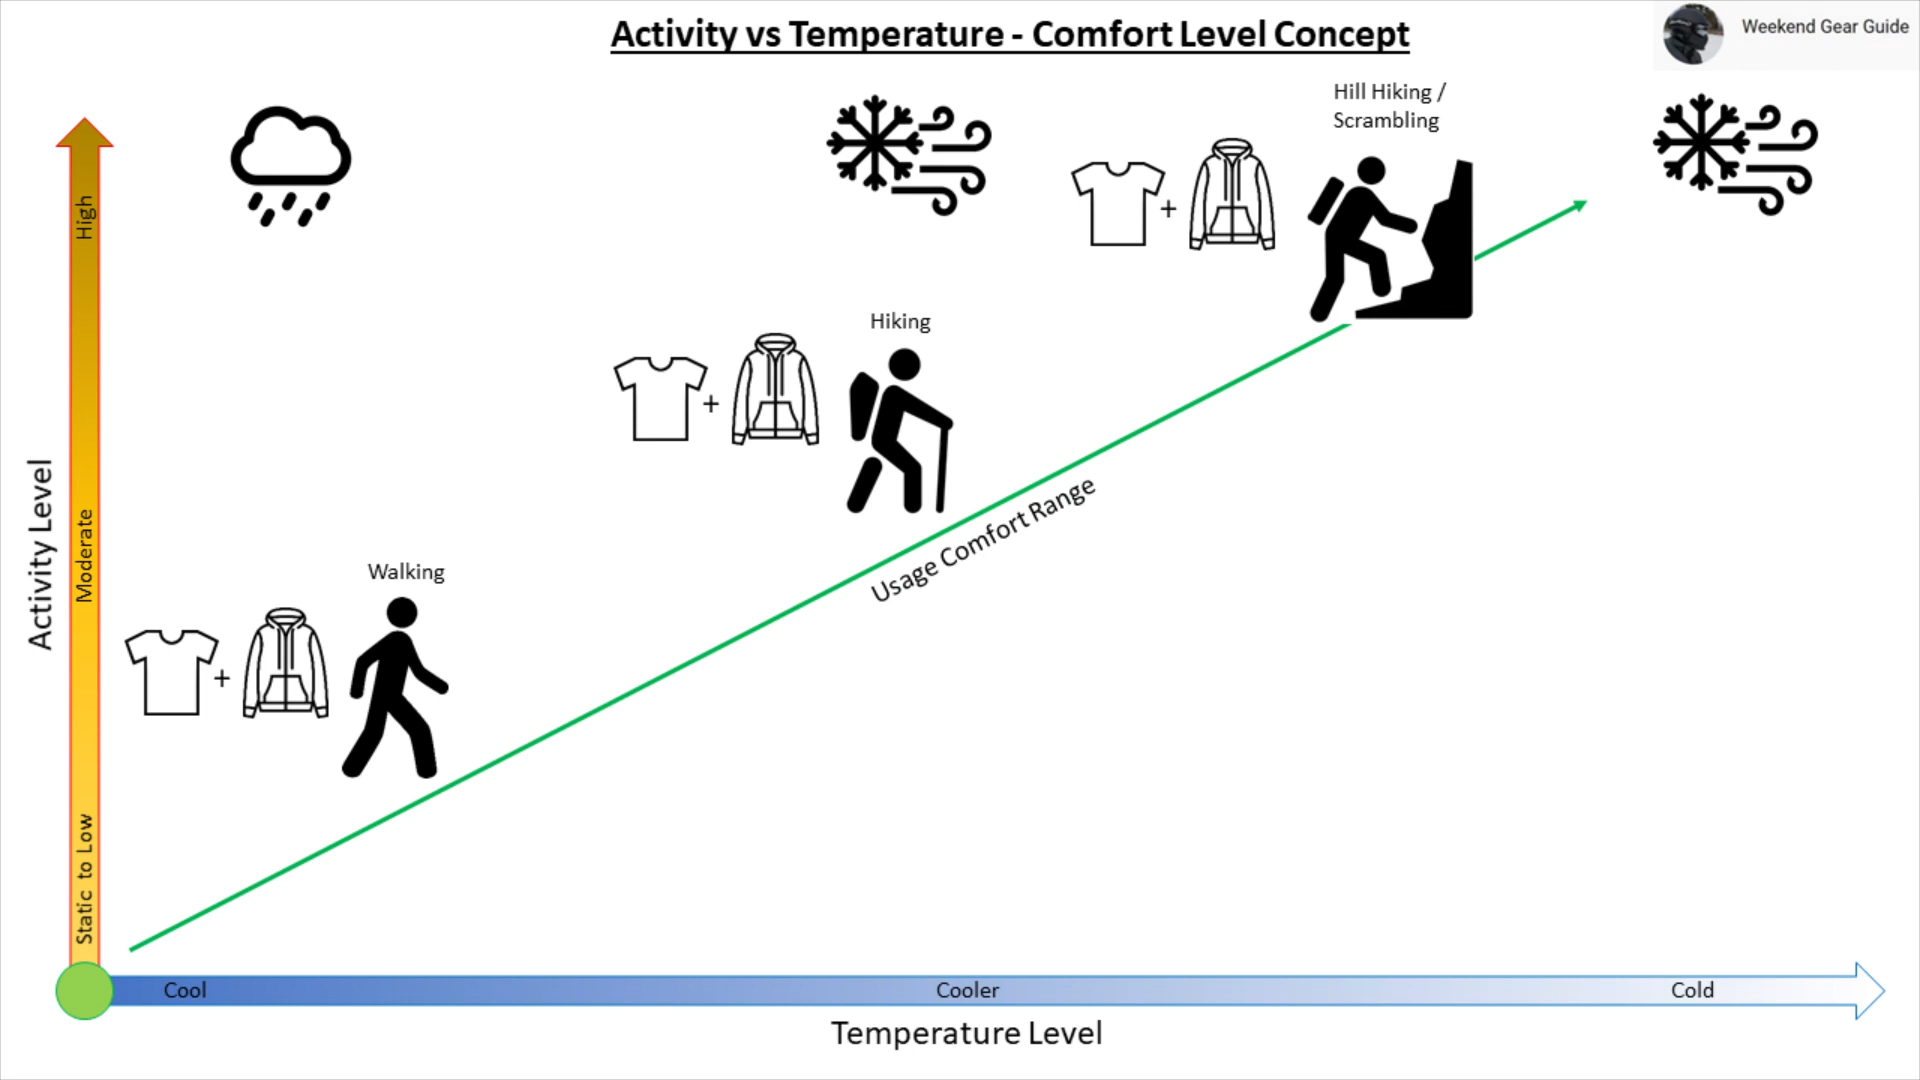 Activity vs Temperature - Comfort Level Concept
Weekend Gear Guide
Hill Hiking /
Scrambling
+
Hiking
+
Walking
+
Usage Comfort Range
Activity Level
High
Moderate
Static to Low
Cool
Cooler
Cold
Temperature Level